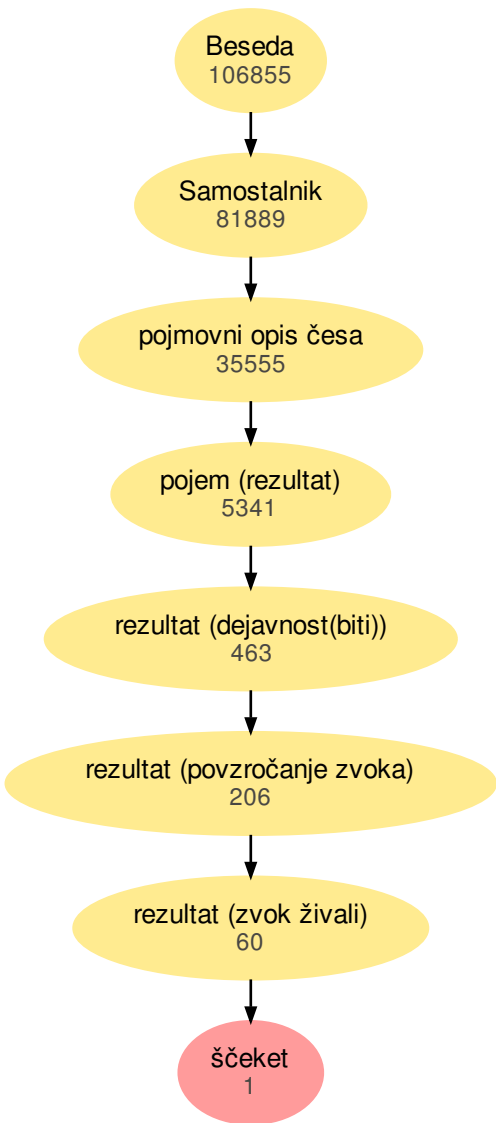 Beseda
106855
Samostalnik
81889
pojmovni opis česa
35555
pojem (rezultat)
5341
rezultat (dejavnost(biti))
463
rezultat (povzročanje zvoka)
206
rezultat (zvok živali)
60
ščeket
1